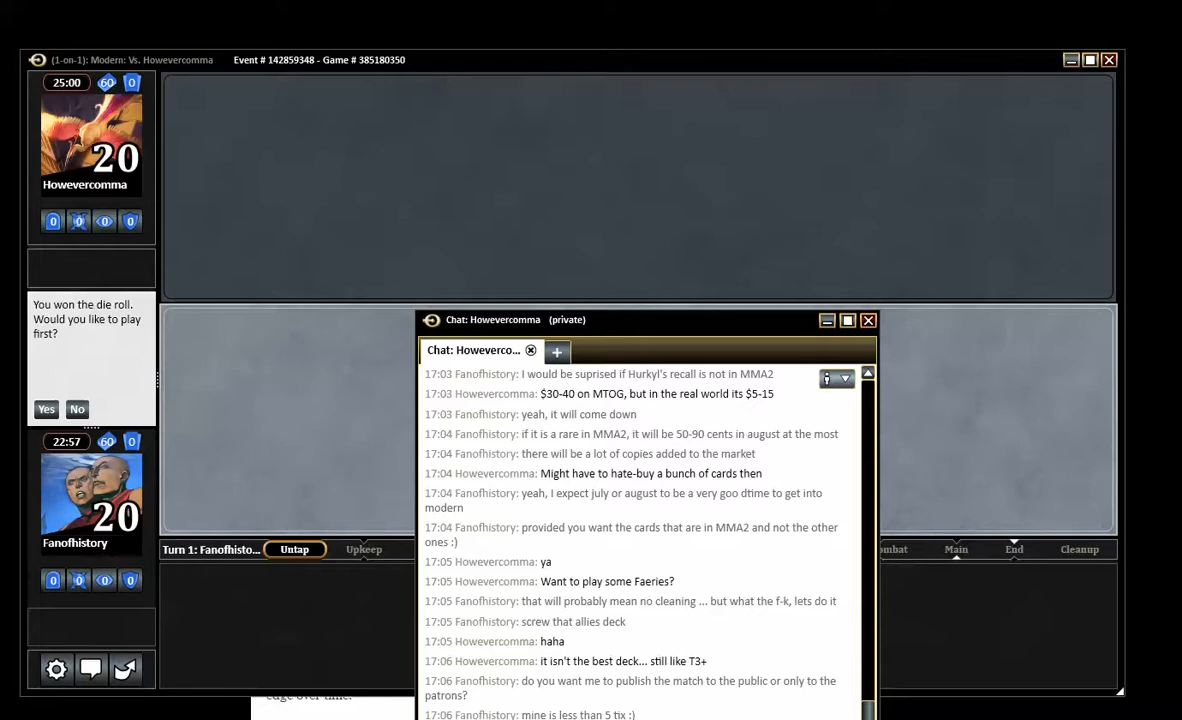 (1-on-1): Modern: Vs. Howevercomma Event # 142859348 - Game # 385180350
25:00 60 0
20
Howevercomma
0 0 0 0
You won the die roll.
Would you like to play
first?
Yes No
22:57 60 0
20
Fanofhistory
0 0 0 0
Turn 1: Fanofhisto... Untap Upkeep ombat Main End Cleanup
Chat: Howevercomma (private)
Chat: Howeverco...
17:03 Fanofhistory: I would be suprised if Hurkyl's recall is not in MMA2
17:03 Howevercomma: $30-40 on MTOG, but in the real world its $5-15
17:03 Fanofhistory: yeah, it will come down
17:04 Fanofhistory: if it is a rare in MMA2, it will be 50-90 cents in august at the most
17:04 Fanofhistory: there will be a lot of copies added to the market
17:04 Howevercomma: Might have to hate-buy a bunch of cards then
17:04 Fanofhistory: yeah, I expect july or august to be a very goo dtime to get into
modern
17:04 Fanofhistory: provided you want the cards that are in MMA2 and not the other
ones :)
17:05 Howevercomma: ya
17:05 Howevercomma: Want to play some Faeries?
17:05 Fanofhistory: that will probably mean no cleaning ... but what the f-k, lets do it
17:05 Fanofhistory: screw that allies deck
17:05 Howevercomma: haha
17:06 Howevercomma: it isn't the best deck... still like T3+
17:06 Fanofhistory: do you want me to publish the match to the public or only to the
patrons?
17:06 Fanofhistory: mine is less than 5 tix :)
edge over time.